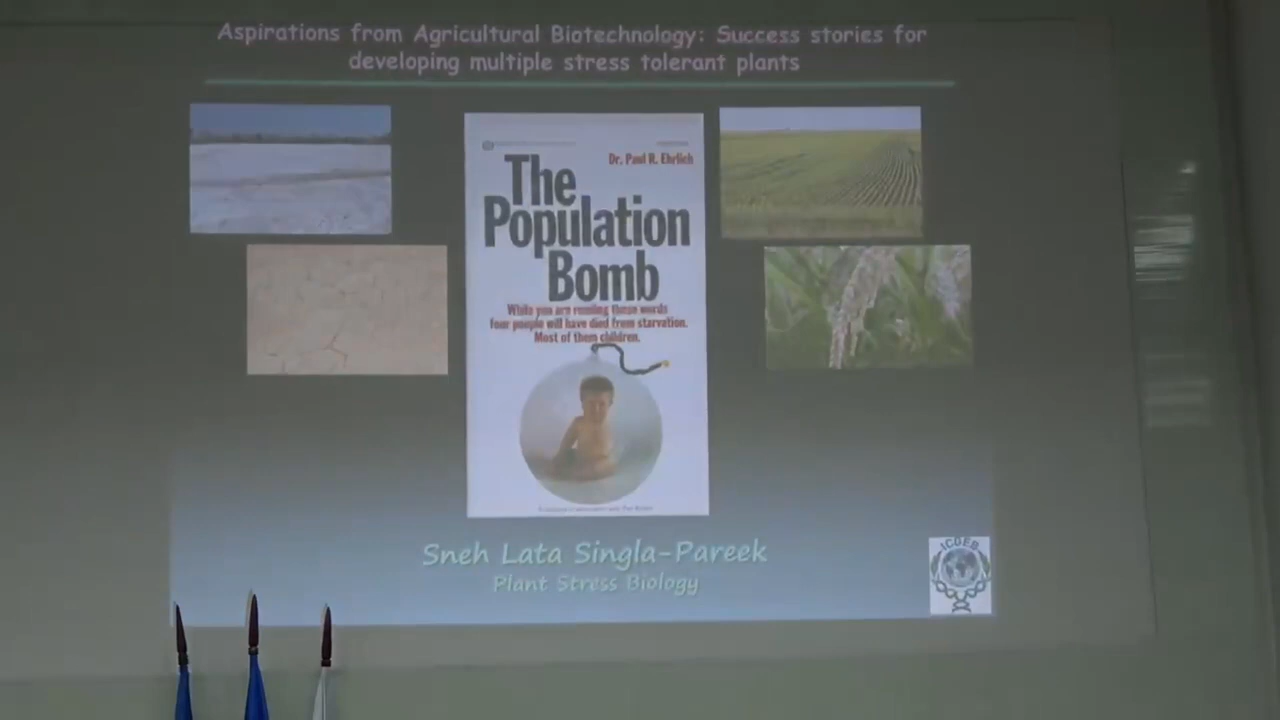 Aspirations from Agricultural Biotechnology: Success stories for
developing multiple stress tolerant plants
Dr. Paul R. Ehrlich
The
Population
Bomb
While you are reading these words
four people will have died from starvation.
Most of them children.
Sneh Lata Singla-Pareek
Plant Stress Biology
ICGEB